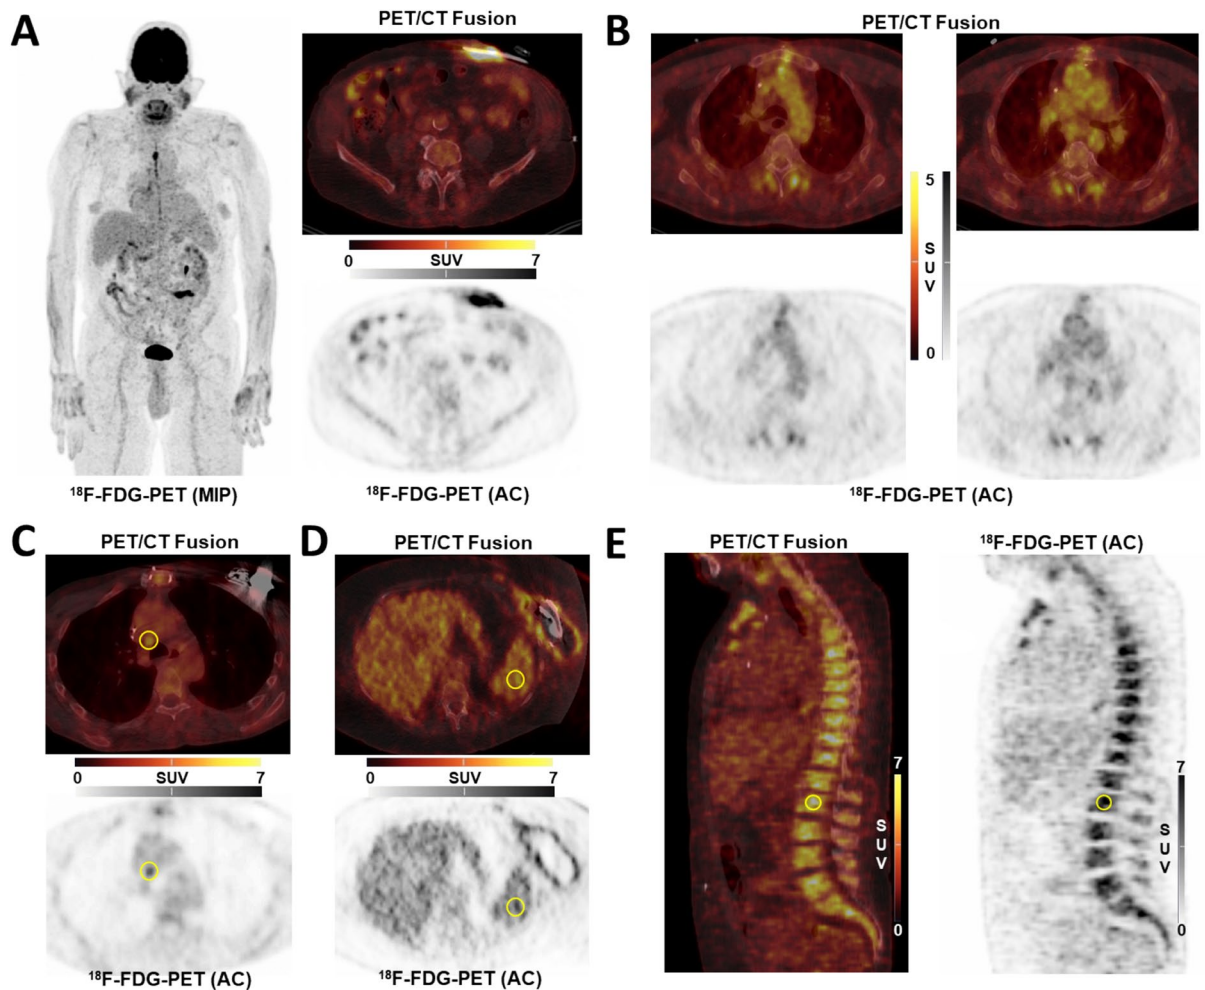 A
PET/CT Fusion
0 SUV 7
¹⁸F-FDG-PET (MIP)
¹⁸F-FDG-PET (AC)
B
PET/CT Fusion
5
S
U
V
0
¹⁸F-FDG-PET (AC)
C
PET/CT Fusion
0 SUV 7
¹⁸F-FDG-PET (AC)
D
PET/CT Fusion
0 SUV 7
¹⁸F-FDG-PET (AC)
E
PET/CT Fusion
7
S
U
V
0
¹⁸F-FDG-PET (AC)
7
S
U
V
0